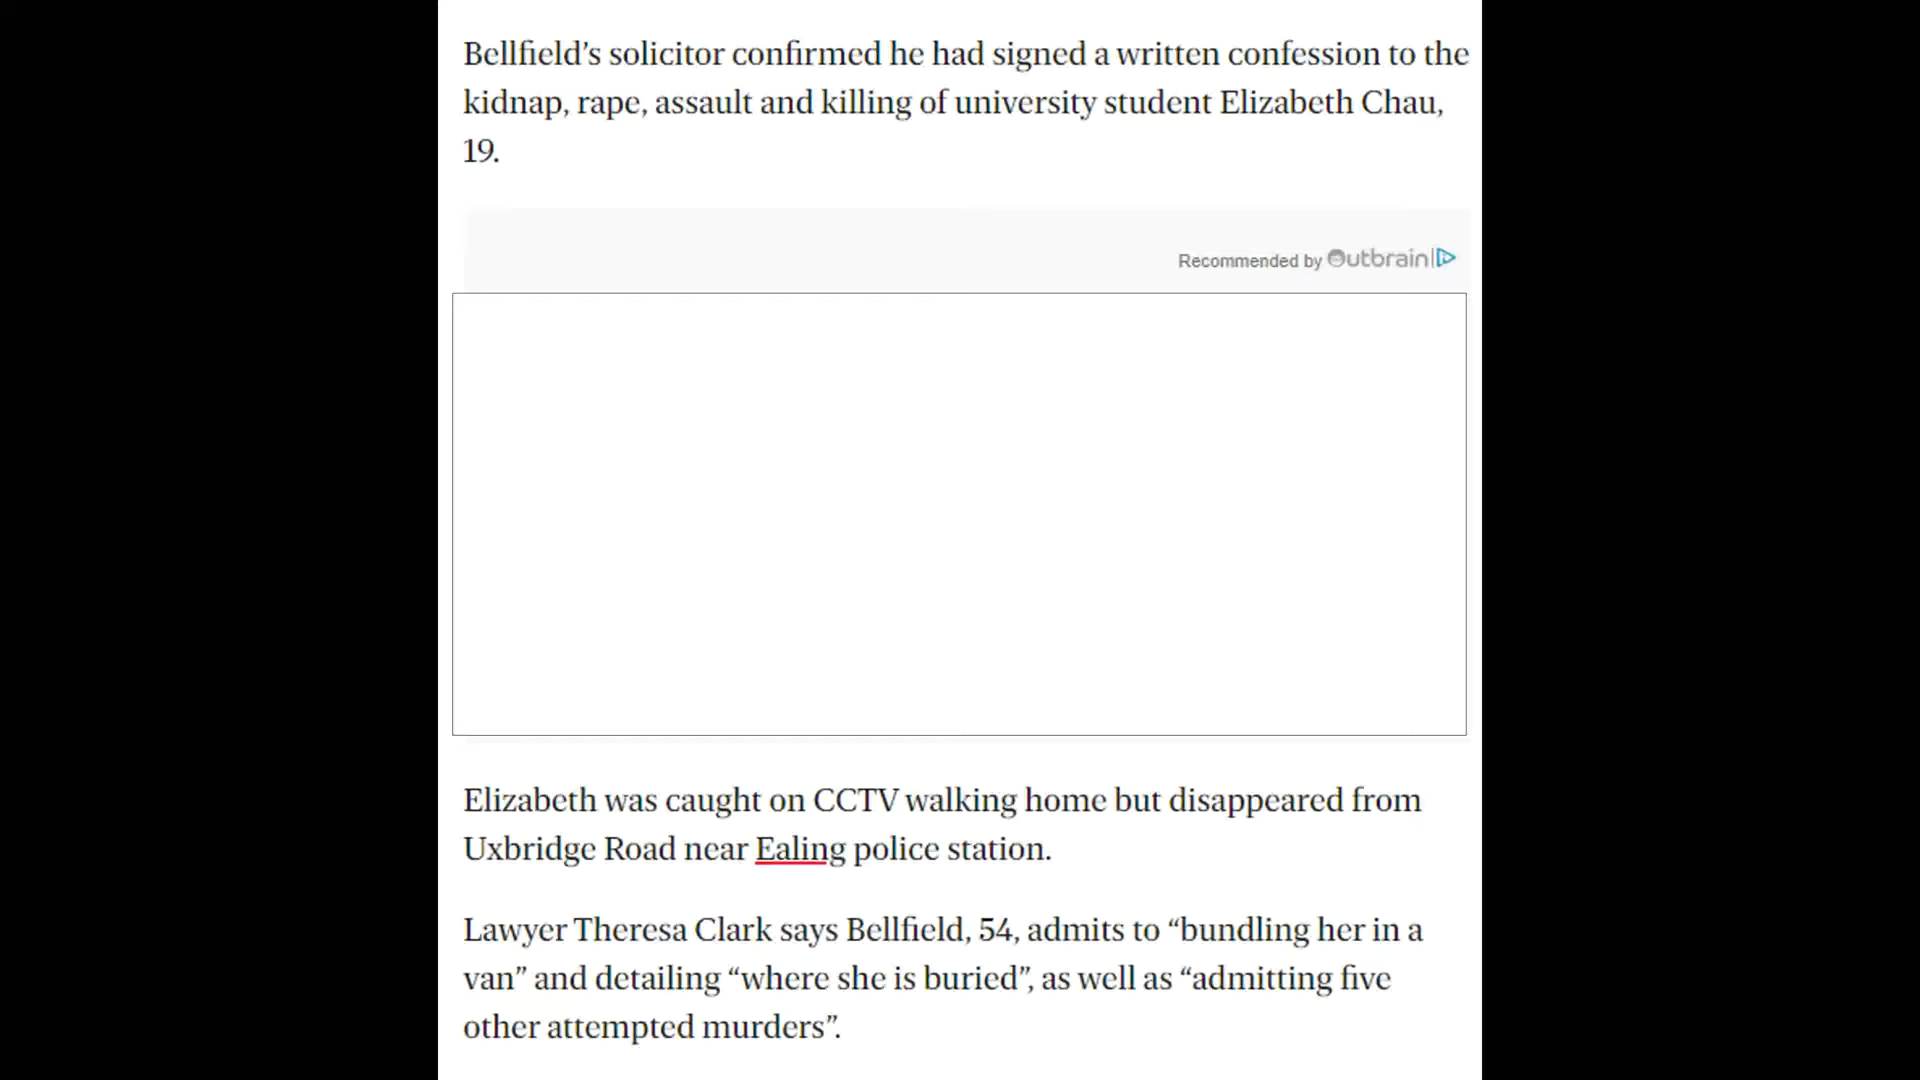 Bellfield’s solicitor confirmed he had signed a written confession to the
kidnap, rape, assault and killing of university student Elizabeth Chau,
19.
Recommended by Outbrain
Elizabeth was caught on CCTV walking home but disappeared from
Uxbridge Road near Ealing police station.
Lawyer Theresa Clark says Bellfield, 54, admits to “bundling her in a
van” and detailing “where she is buried”, as well as “admitting five
other attempted murders”.